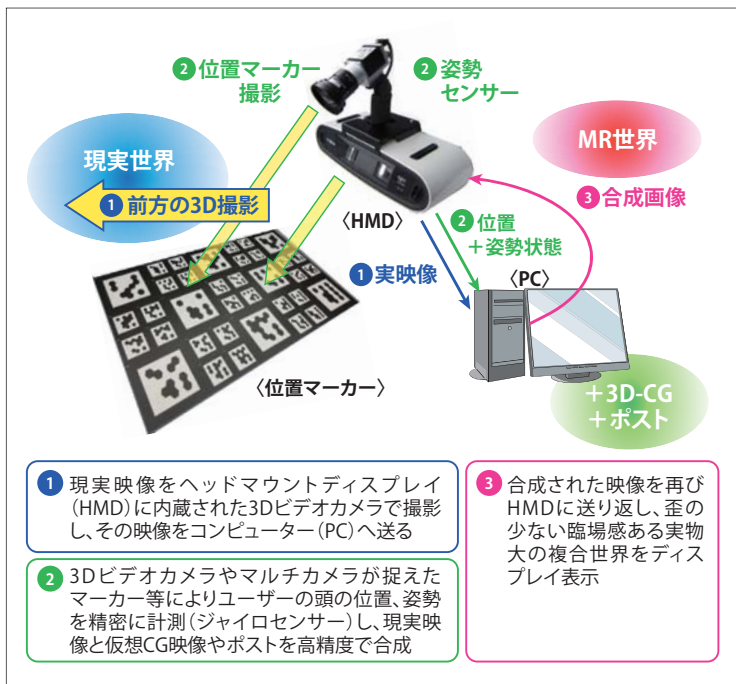 ❷位置マーカー
撮影
❷姿勢
センサー
現実世界
MR世界
❶前方の3D撮影
❸合成画像
〈HMD〉
❷位置
＋姿勢状態
❶実映像
〈PC〉
〈位置マーカー〉
＋3D-CG
＋ポスト
❶現実映像をヘッドマウントディスプレイ
（HMD）に内蔵された3Dビデオカメラで撮影
し、その映像をコンピューター（PC）へ送る
❷3Dビデオカメラやマルチカメラが捉えた
マーカー等によりユーザーの頭の位置、姿勢
を精密に計測（ジャイロセンサー）し、現実映
像と仮想CG映像やポストを高精度で合成
❸合成された映像を再び
HMDに送り返し、歪の
少ない臨場感ある実物
大の複合世界をディス
プレイ表示